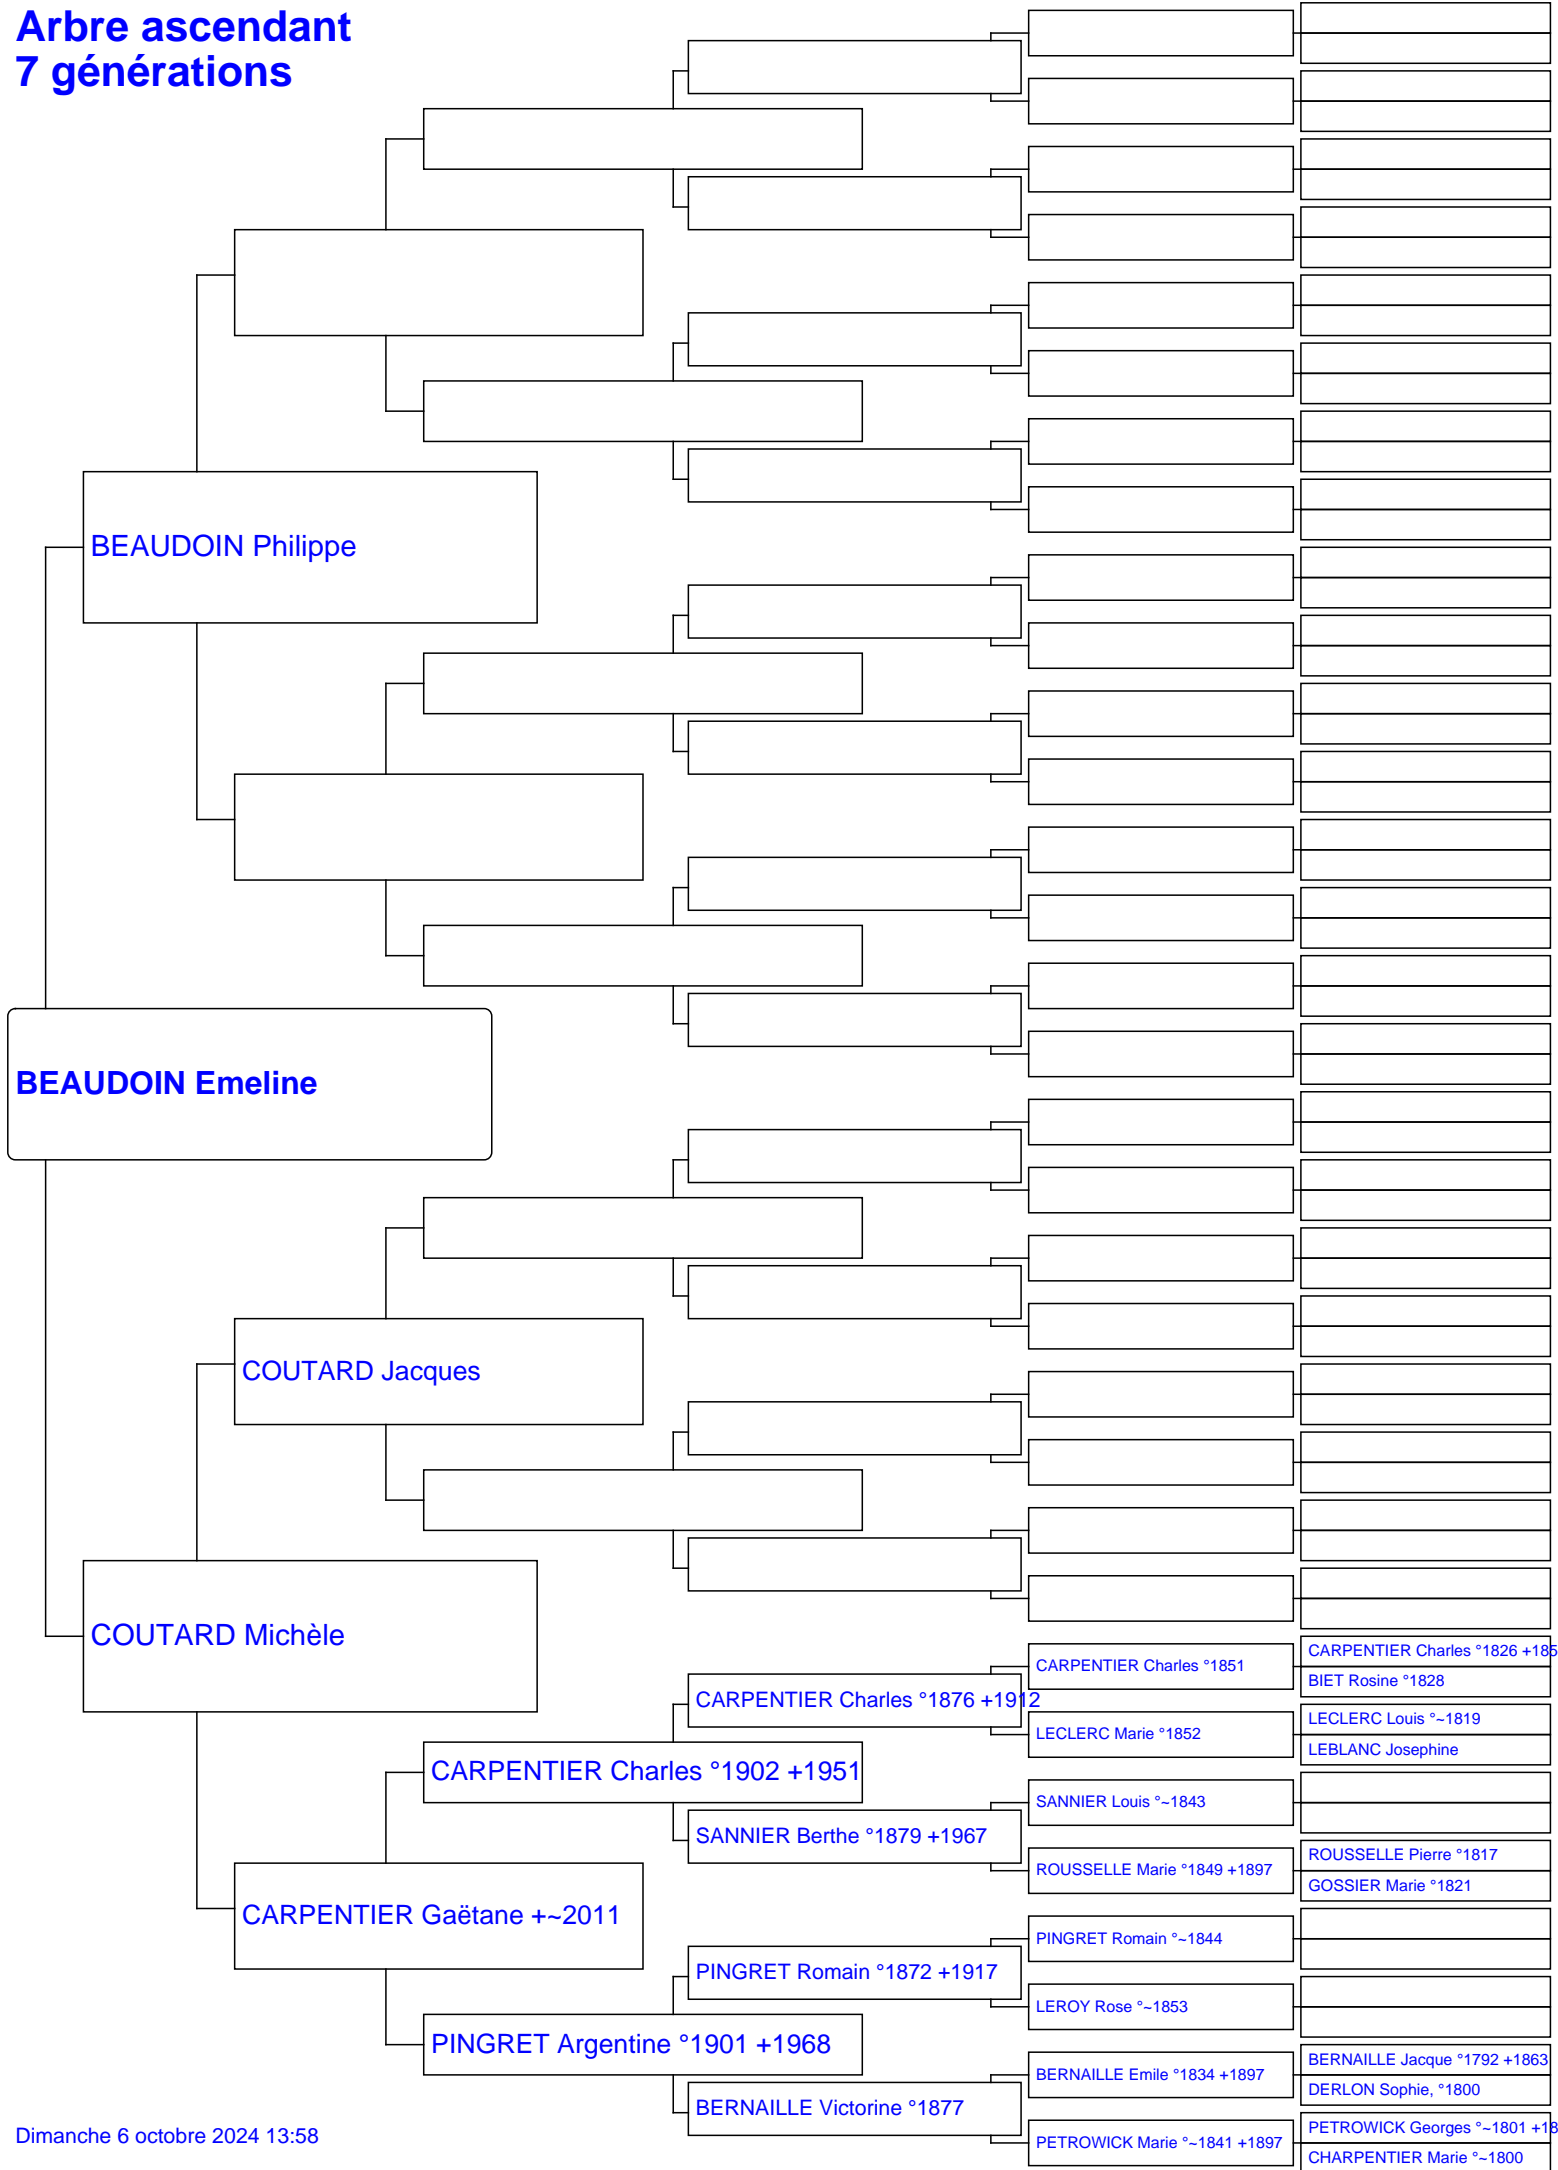 Arbre ascendant
7 générations
BEAUDOIN Philippe
BEAUDOIN Emeline
COUTARD Jacques
COUTARD Michèle
CARPENTIER Charles °1826 +185
CARPENTIER Charles °1851
BIET Rosine °1828
CARPENTIER Charles °1876 +1912
LECLERC Louis °~1819
LECLERC Marie °1852
LEBLANC Josephine
CARPENTIER Charles °1902 +1951
SANNIER Louis °~1843
SANNIER Berthe °1879 +1967
ROUSSELLE Pierre °1817
ROUSSELLE Marie °1849 +1897
GOSSIER Marie °1821
CARPENTIER Gaëtane +~2011
PINGRET Romain °~1844
PINGRET Romain °1872 +1917
LEROY Rose °~1853
PINGRET Argentine °1901 +1968
BERNAILLE Jacque °1792 +1863
BERNAILLE Emile °1834 +1897
DERLON Sophie, °1800
BERNAILLE Victorine °1877
PETROWICK Georges °~1801 +18
PETROWICK Marie °~1841 +1897
CHARPENTIER Marie °~1800
Dimanche 6 octobre 2024 13:58